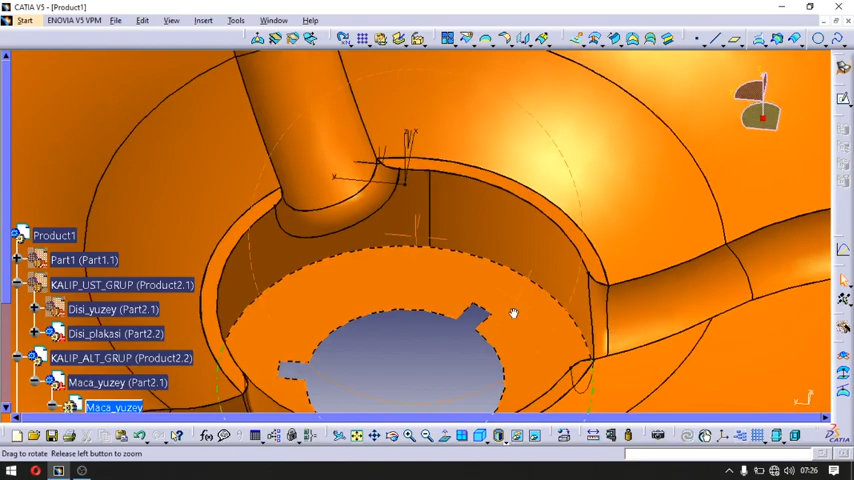 CATIA V5 - [Product1]
Start ENOVIA V5 VPM File Edit View Insert Tools Window Help
Product1
Part1 (Part1.1)
KALIP_UST_GRUP (Product2.1)
Disi_yuzey (Part2.1)
Disi_plakasi (Part2.2)
KALIP_ALT_GRUP (Product2.2)
Maca_yuzey (Part2.1)
Maca_yuzey
Drag to rotate Release left button to zoom
07:26